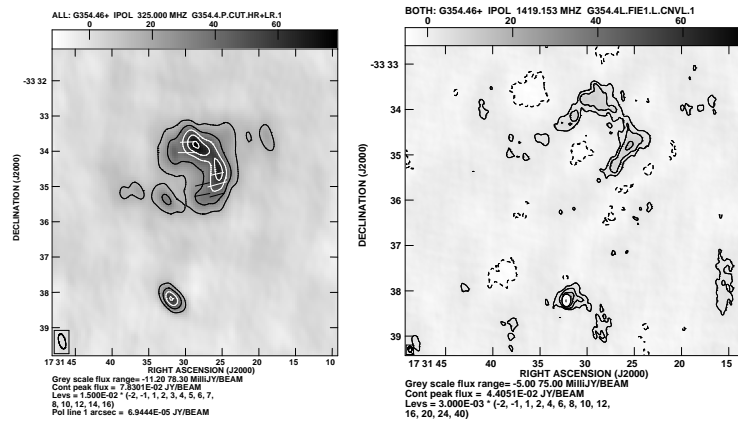 ALL: G354.46+ IPOL 325.000 MHZ G354.4.P.CUT.HR+LR.1
0 20 40 60
-33 32
33
34
35
36
37
38
39
DECLINATION (J2000)
17 31 45 40 35 30 25 20 15 10
RIGHT ASCENSION (J2000)
Grey scale flux range= -11.20 78.30 MilliJY/BEAM
Cont peak flux = 7.8301E-02 JY/BEAM
Levs = 1.500E-02 * (-2, -1, 1, 2, 3, 4, 5, 6, 7,
8, 10, 12, 14, 16)
Pol line 1 arcsec = 6.9444E-05 JY/BEAM
BOTH: G354.46+ IPOL 1419.153 MHZ G354.4L.FIE1.L.CNVL.1
0 20 40 60
-33 33
34
35
36
37
38
39
DECLINATION (J2000)
17 31 45 40 35 30 25 20 15
RIGHT ASCENSION (J2000)
Grey scale flux range= -5.00 75.00 MilliJY/BEAM
Cont peak flux = 4.4051E-02 JY/BEAM
Levs = 3.000E-03 * (-2, -1, 1, 2, 4, 6, 8, 10, 12,
16, 20, 24, 40)